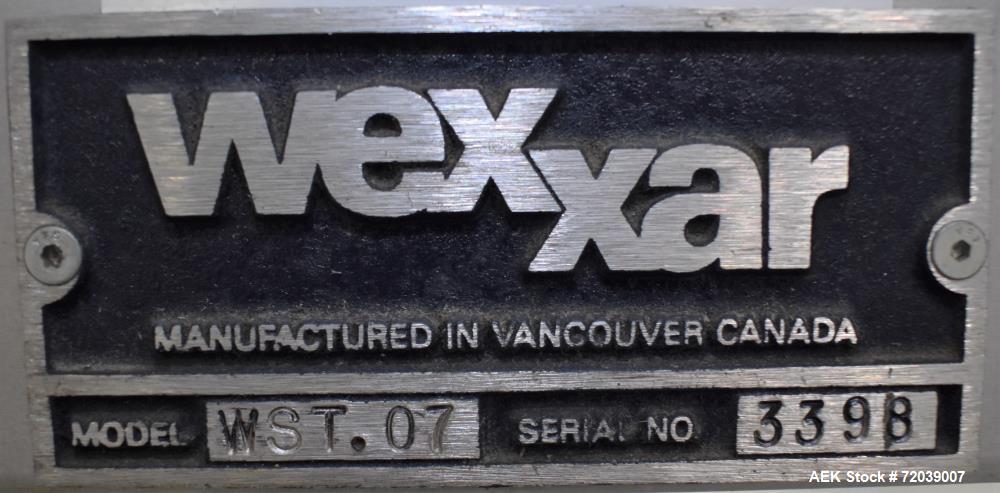 wexxar
MANUFACTURED IN VANCOUVER CANADA
MODEL WST.07 SERIAL NO 3398
AEK Stock # 72039007